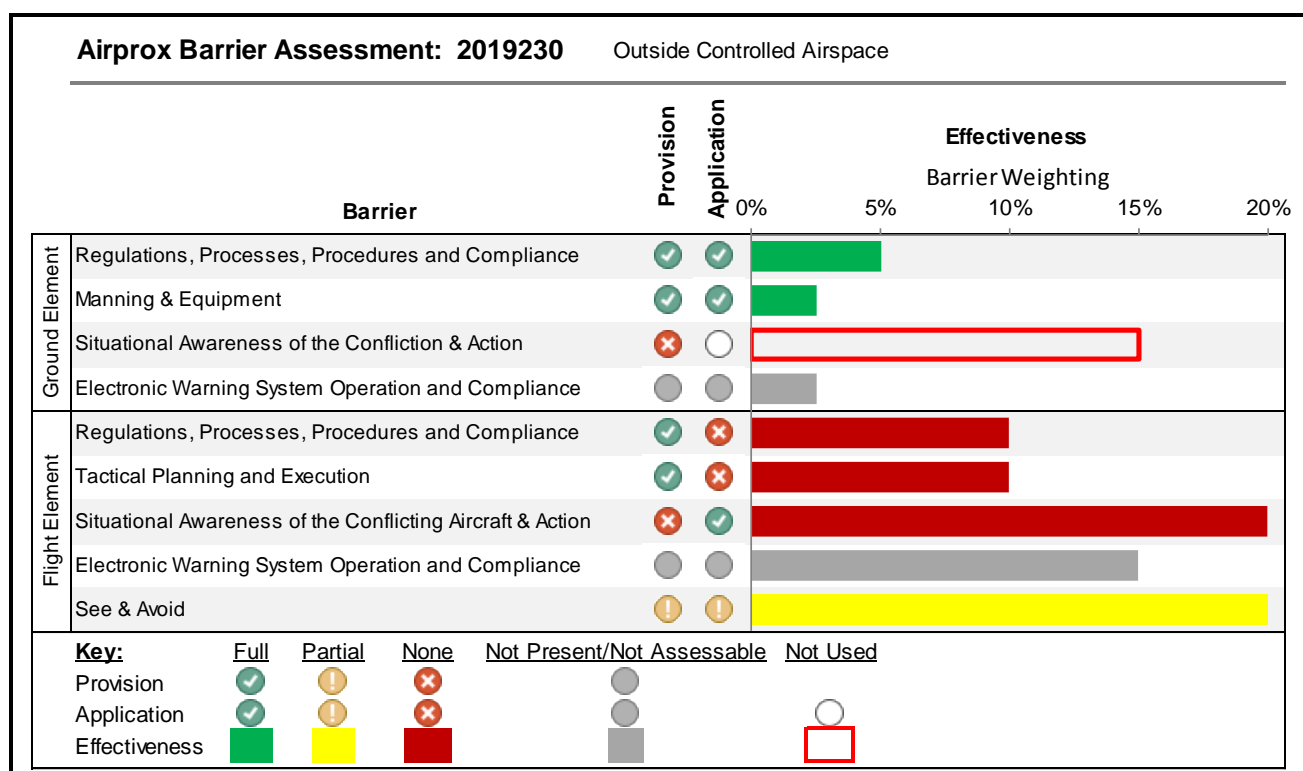 Airprox Barrier Assessment: 2019230 Outside Controlled Airspace
Provision
Application
Effectiveness
Barrier Weighting
Barrier
0% 5% 10% 15% 20%
Ground Element
Regulations, Processes, Procedures and Compliance
Manning & Equipment
Situational Awareness of the Confliction & Action
Electronic Warning System Operation and Compliance
Flight Element
Regulations, Processes, Procedures and Compliance
Tactical Planning and Execution
Situational Awareness of the Conflicting Aircraft & Action
Electronic Warning System Operation and Compliance
See & Avoid
Key: Full Partial None Not Present/Not Assessable Not Used
Provision
Application
Effectiveness